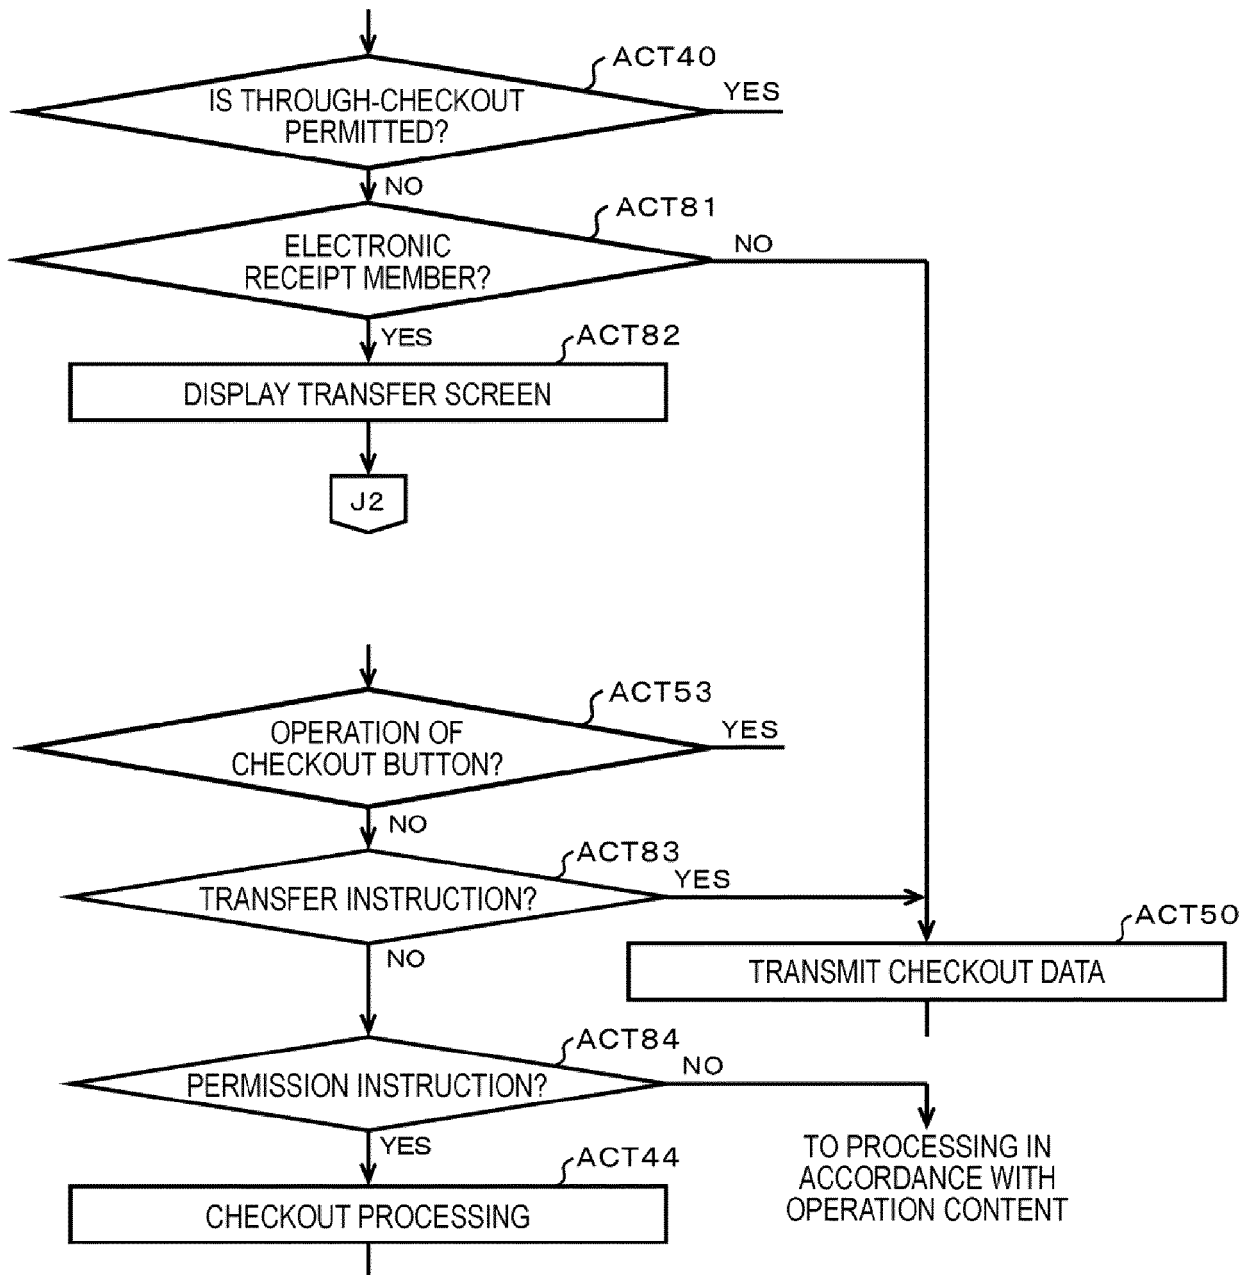 ACT40
IS THROUGH-CHECKOUT
PERMITTED?
YES
NO
ACT81
ELECTRONIC
RECEIPT MEMBER?
NO
YES
ACT82
DISPLAY TRANSFER SCREEN
J2
ACT53
OPERATION OF
CHECKOUT BUTTON?
YES
NO
ACT83
TRANSFER INSTRUCTION?
YES
NO
ACT50
TRANSMIT CHECKOUT DATA
ACT84
PERMISSION INSTRUCTION?
NO
YES
TO PROCESSING IN
ACCORDANCE WITH
OPERATION CONTENT
ACT44
CHECKOUT PROCESSING